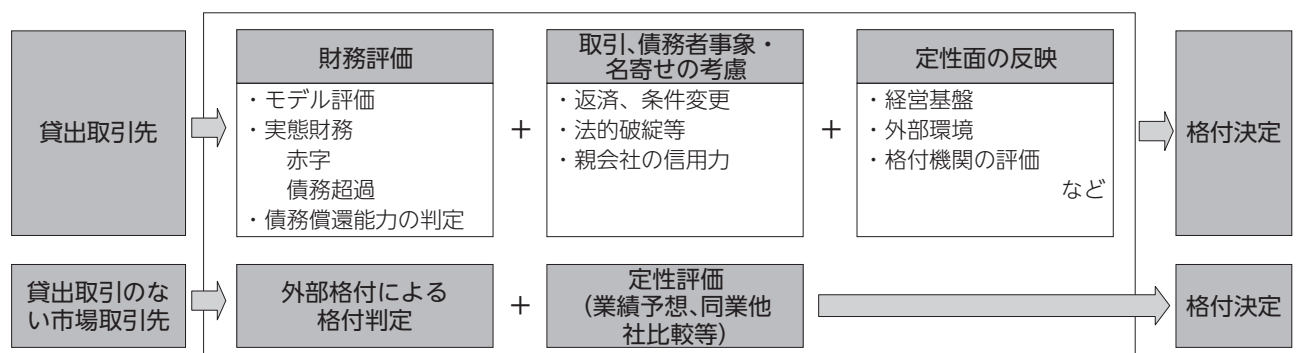 貸出取引先
財務評価
・モデル評価
・実態財務
赤字
債務超過
・債務償還能力の判定
+
取引、債務者事象・
名寄せの考慮
・返済、条件変更
・法的破綻等
・親会社の信用力
+
定性面の反映
・経営基盤
・外部環境
・格付機関の評価
など
格付決定
貸出取引のな
い市場取引先
外部格付による
格付判定
+
定性評価
(業績予想、同業他
社比較等)
格付決定